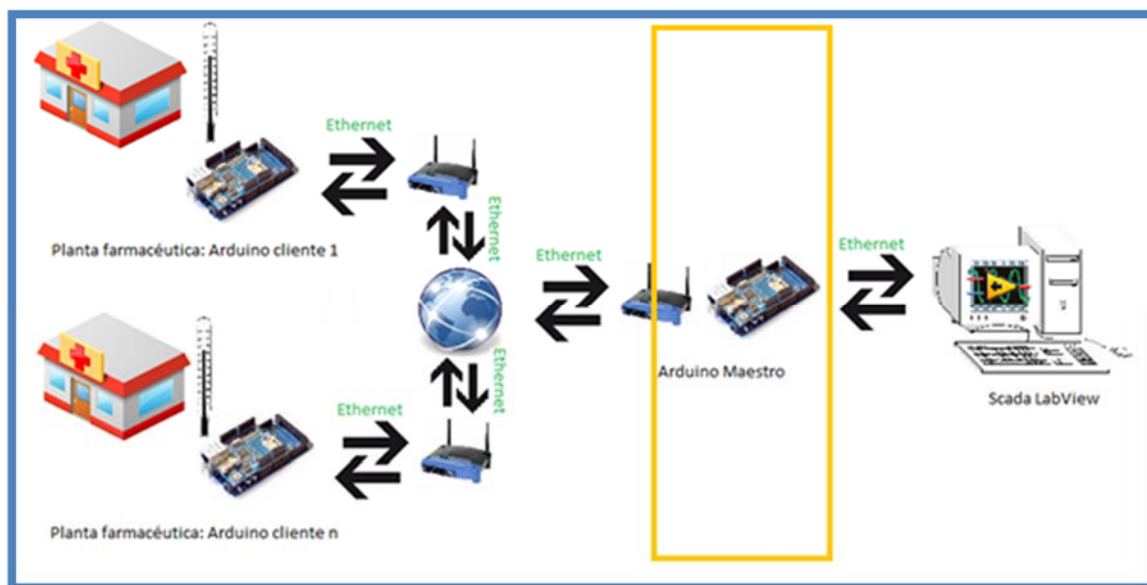 Ethernet
Planta farmacéutica: Arduino cliente 1
Ethernet
Ethernet
Ethernet
Arduino Maestro
Scada LabView
Ethernet
Ethernet
Planta farmacéutica: Arduino cliente n